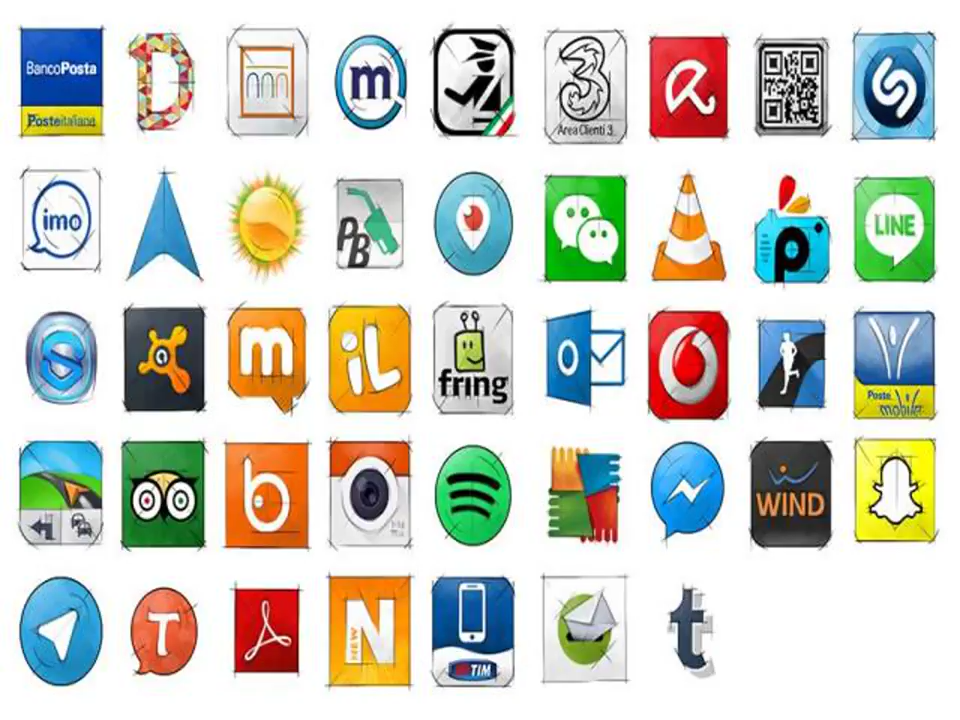 BancoPosta
Posteitaliane
D
m
3
Area Clienti 3
imo
PB
p
LINE
S
a
m
iL
fring
O
Poste
mobile
b
WIND
T
NEW
N
TIM
t